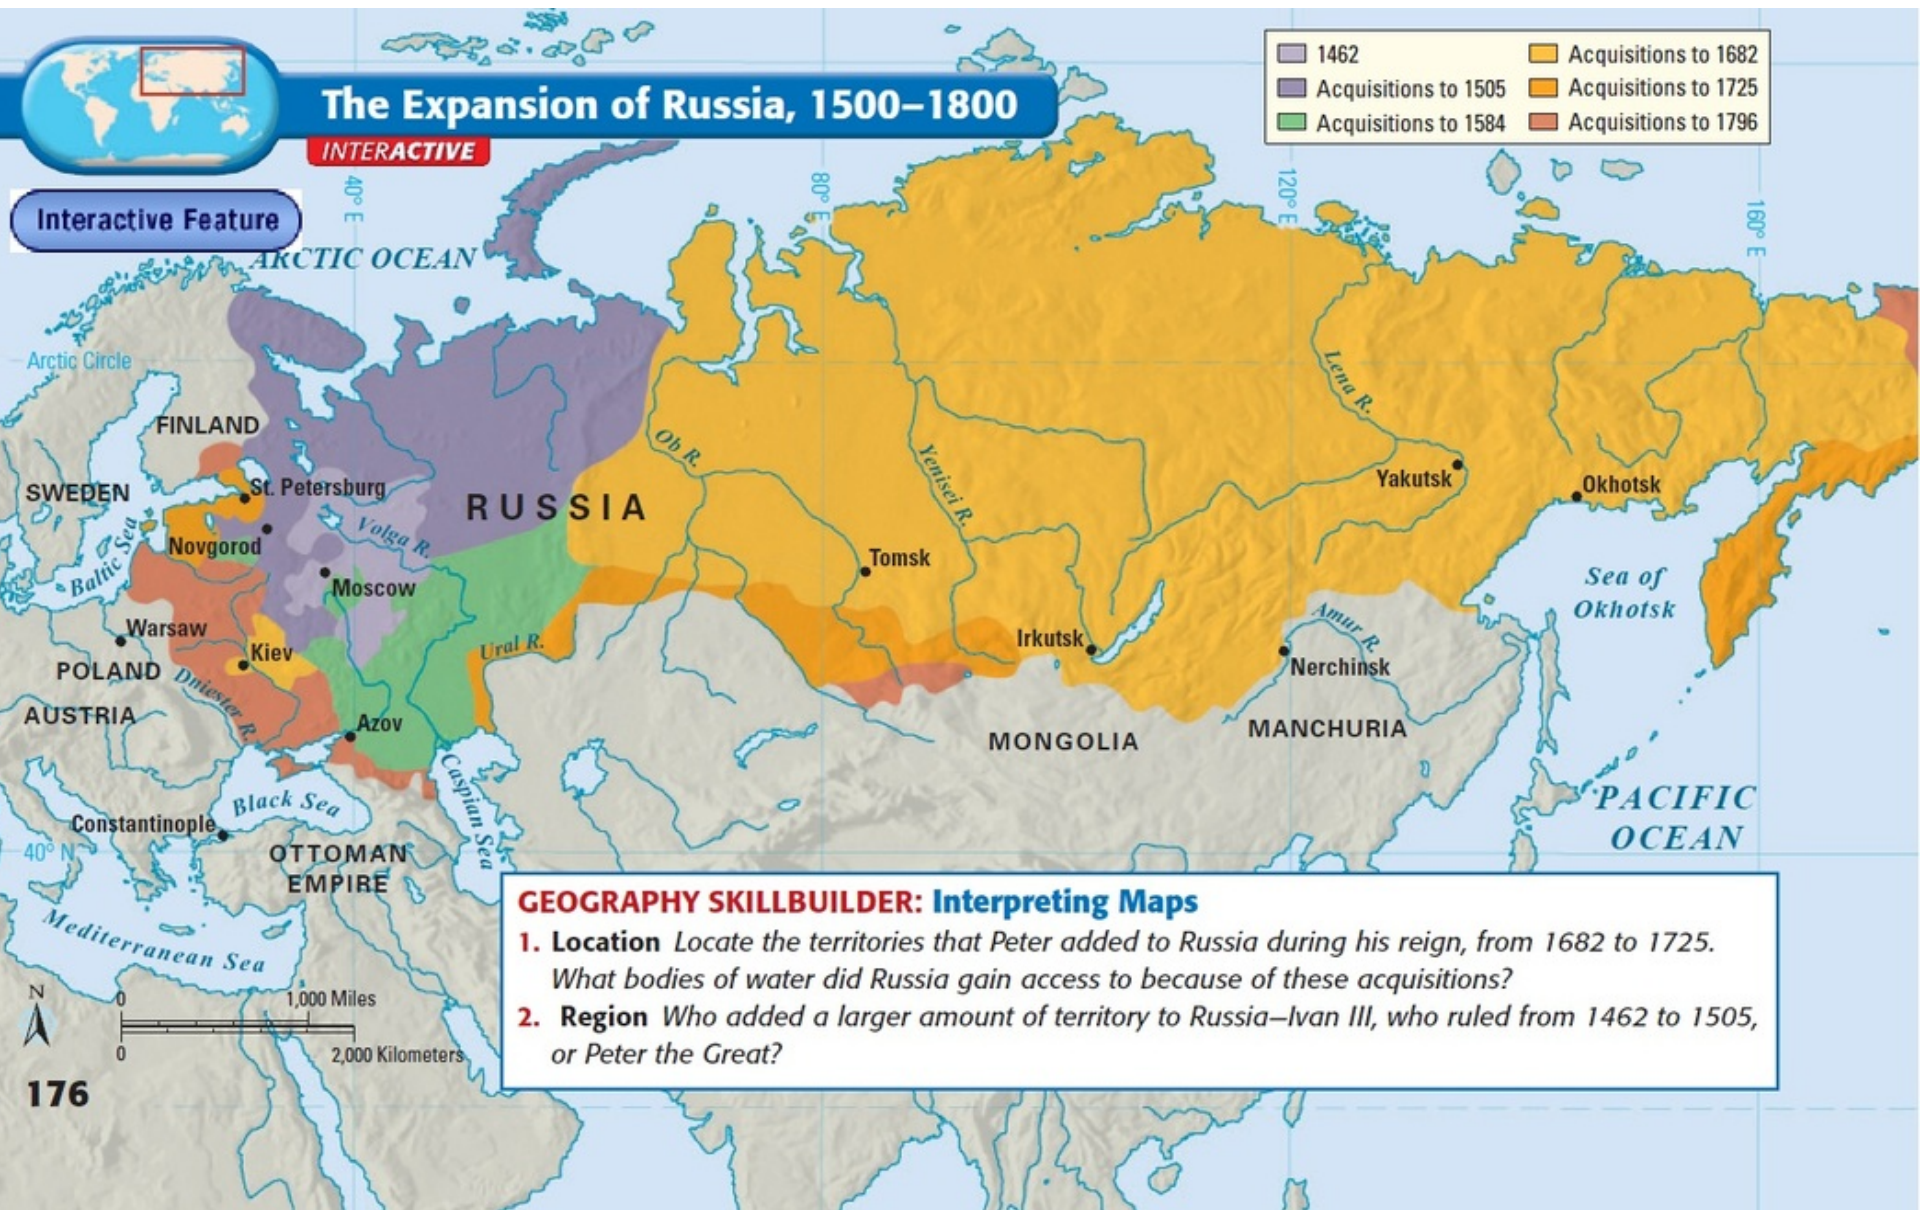 The Expansion of Russia, 1500–1800
INTERACTIVE
Interactive Feature
1462
Acquisitions to 1505
Acquisitions to 1584
Acquisitions to 1682
Acquisitions to 1725
Acquisitions to 1796
40° E
80° E
120° E
160° E
ARCTIC OCEAN
Arctic Circle
FINLAND
SWEDEN
St. Petersburg
RUSSIA
Ob R.
Yenisei R.
Lena R.
Yakutsk
Okhotsk
Baltic Sea
Novgorod
Volga R.
Moscow
Tomsk
Sea of
Okhotsk
Warsaw
POLAND
Kiev
Ural R.
Irkutsk
Amur R.
Nerchinsk
Dniester R.
AUSTRIA
Azov
MONGOLIA
MANCHURIA
Caspian Sea
Black Sea
Constantinople
PACIFIC
OCEAN
40° N
OTTOMAN
EMPIRE
Mediterranean Sea
N
0
1,000 Miles
0
2,000 Kilometers
GEOGRAPHY SKILLBUILDER: Interpreting Maps
1. Location Locate the territories that Peter added to Russia during his reign, from 1682 to 1725.
What bodies of water did Russia gain access to because of these acquisitions?
2. Region Who added a larger amount of territory to Russia—Ivan III, who ruled from 1462 to 1505,
or Peter the Great?
176